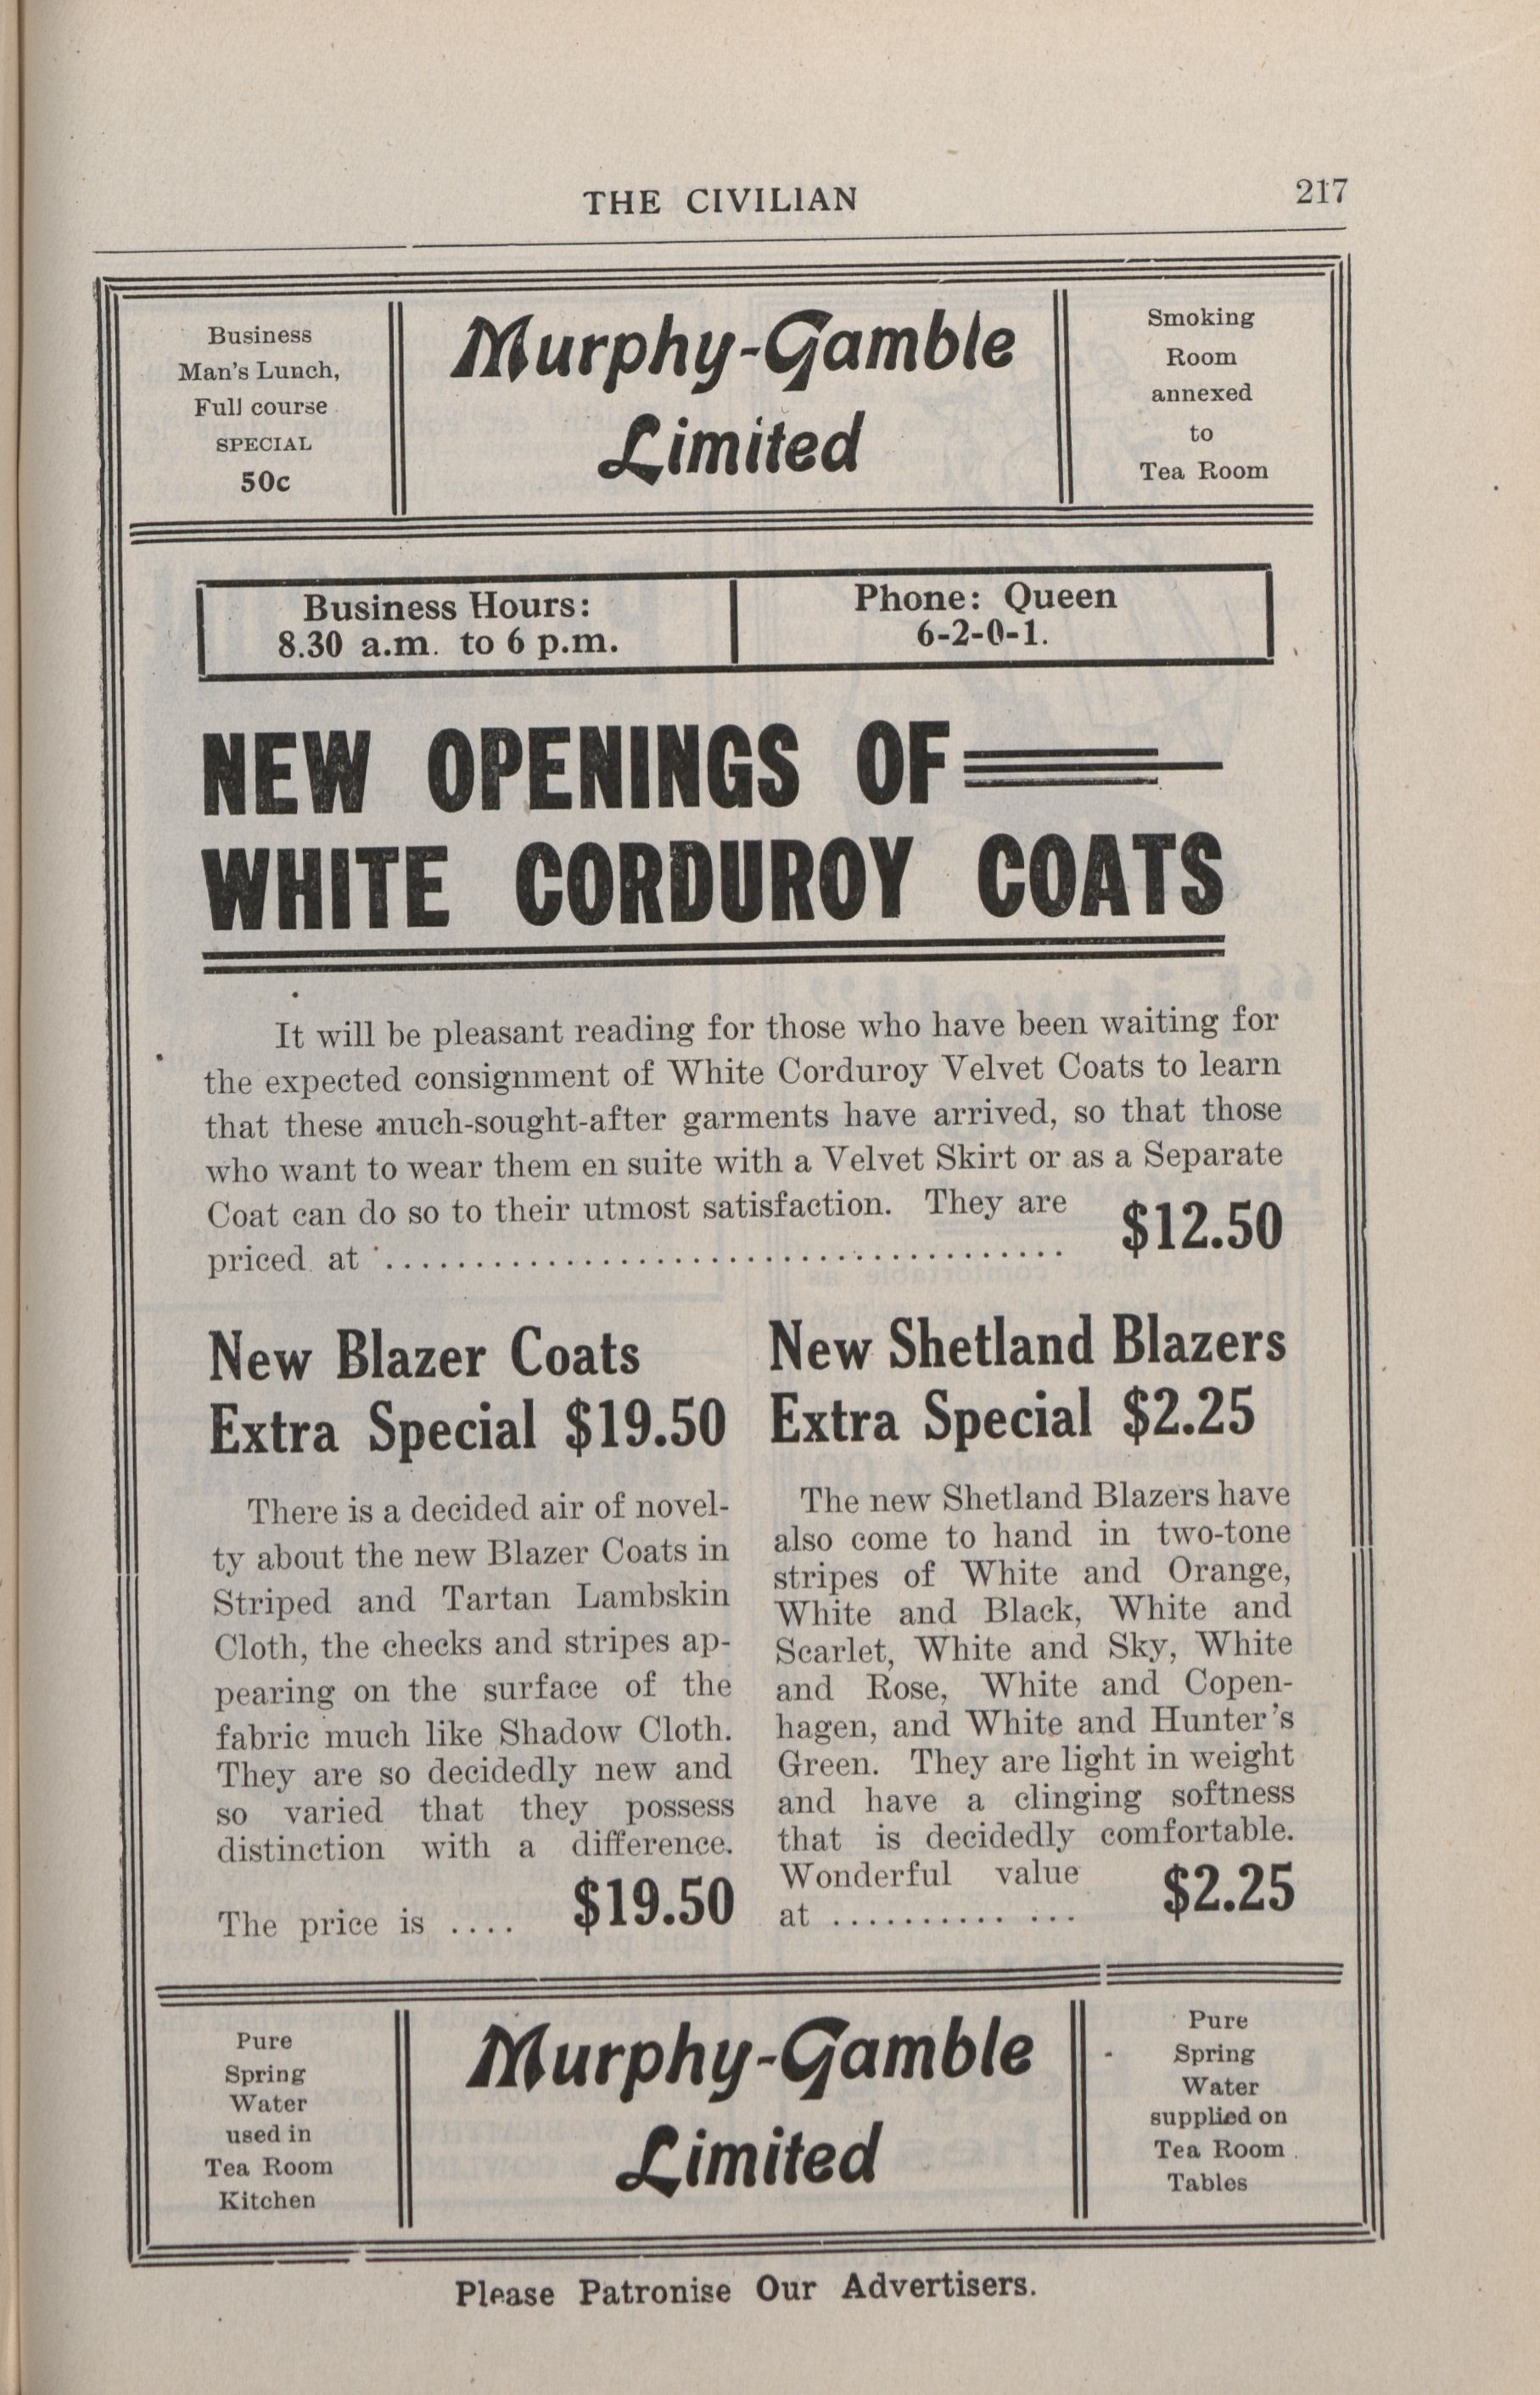 THE CIVILIAN
217
Business
Man's Lunch,
Full course
SPECIAL
50c
Murphy-Gamble
Limited
Smoking
Room
annexed
to
Tea Room
Business Hours:
8.30 a.m. to 6 p.m.
Phone: Queen
6-2-0-1.
NEW OPENINGS OF
WHITE CORDUROY COATS
It will be pleasant reading for those who have been waiting for
the expected consignment of White Corduroy Velvet Coats to learn
that these much-sought-after garments have arrived, so that those
who want to wear them en suite with a Velvet Skirt or as a Separate
Coat can do so to their utmost satisfaction. They are
priced at ........................................ $12.50
New Blazer Coats
Extra Special $19.50
There is a decided air of novel-
ty about the new Blazer Coats in
Striped and Tartan Lambskin
Cloth, the checks and stripes ap-
pearing on the surface of the
fabric much like Shadow Cloth.
They are so decidedly new and
so varied that they possess
distinction with a difference.
The price is .... $19.50
New Shetland Blazers
Extra Special $2.25
The new Shetland Blazers have
also come to hand in two-tone
stripes of White and Orange,
White and Black, White and
Scarlet, White and Sky, White
and Rose, White and Copen-
hagen, and White and Hunter's
Green. They are light in weight
and have a clinging softness
that is decidedly comfortable.
Wonderful value
at .......... ... $2.25
Pure
Spring
Water
used in
Tea Room
Kitchen
Murphy-Gamble
Limited
Pure
Spring
Water
supplied on
Tea Room
Tables
Please Patronise Our Advertisers.